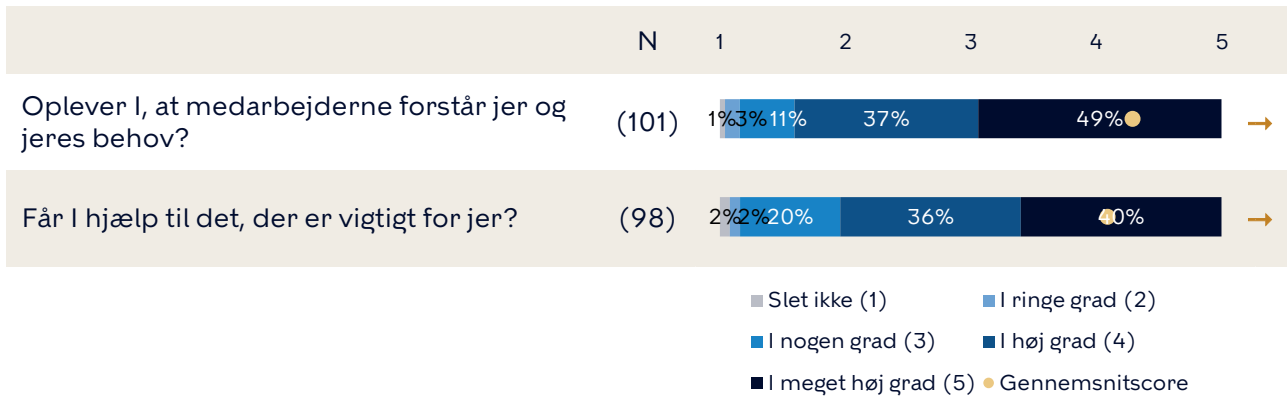 N 1 2 3 4 5
Oplever I, at medarbejderne forstår jer og
jeres behov?
(101) 1% 3% 11% 37% 49% →
Får I hjælp til det, der er vigtigt for jer?
(98) 2% 2% 20% 36% 40% →
Slet ikke (1) I ringe grad (2)
I nogen grad (3) I høj grad (4)
I meget høj grad (5) Gennemsnitscore